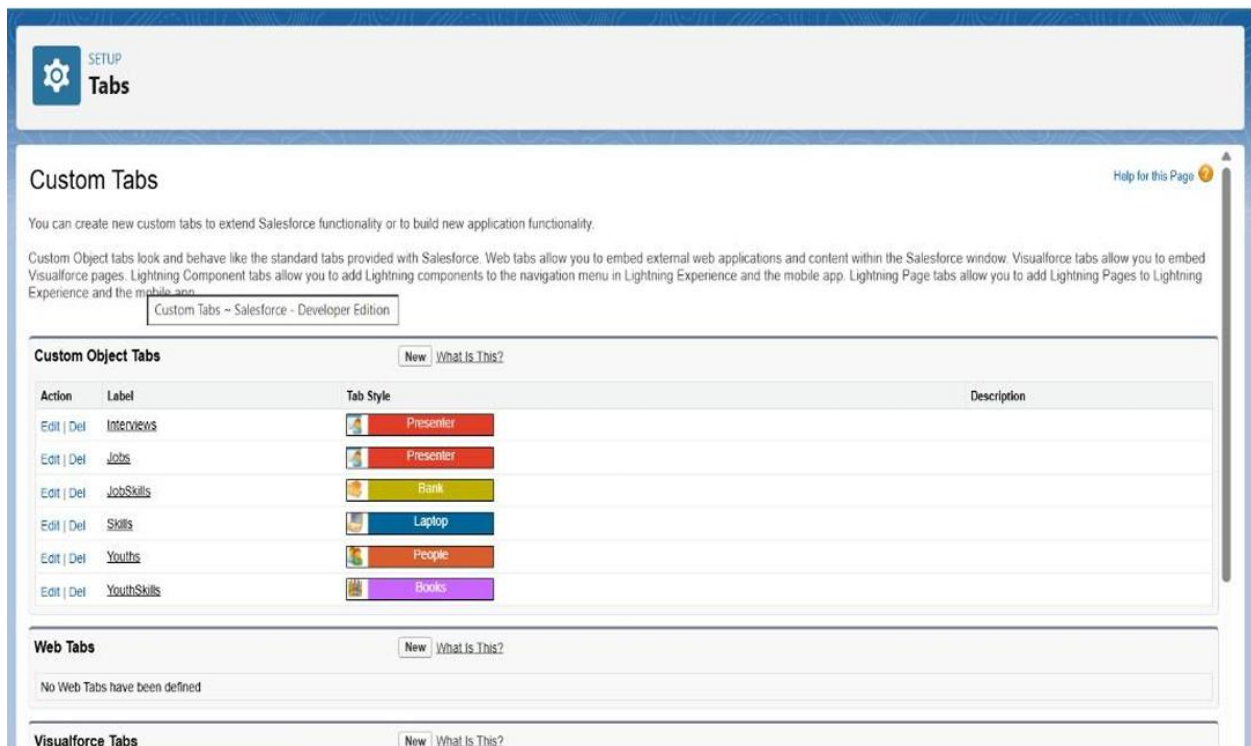 SETUP
Tabs
Custom Tabs
Help for this Page ?
You can create new custom tabs to extend Salesforce functionality or to build new application functionality.
Custom Object tabs look and behave like the standard tabs provided with Salesforce. Web tabs allow you to embed external web applications and content within the Salesforce window. Visualforce tabs allow you to embed
Visualforce pages. Lightning Component tabs allow you to add Lightning components to the navigation menu in Lightning Experience and the mobile app. Lightning Page tabs allow you to add Lightning Pages to Lightning
Experience and the mobile app.
Custom Tabs ~ Salesforce - Developer Edition
Custom Object Tabs New What Is This?
Action Label Tab Style Description
Edit | Del Interviews Presenter
Edit | Del Jobs Presenter
Edit | Del JobSkills Bank
Edit | Del Skills Laptop
Edit | Del Youths People
Edit | Del YouthSkills Books
Web Tabs New What Is This?
No Web Tabs have been defined
Visualforce Tabs New What Is This?